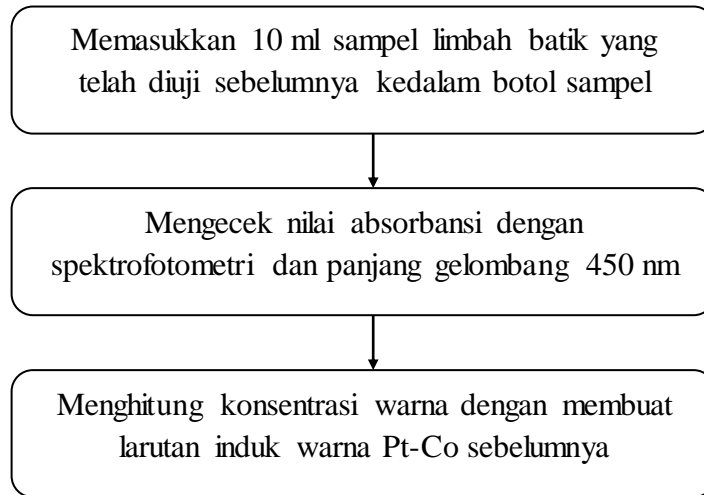 Memasukkan 10 ml sampel limbah batik yang
telah diuji sebelumnya kedalam botol sampel
Mengecek nilai absorbansi dengan
spektrofotometri dan panjang gelombang 450 nm
Menghitung konsentrasi warna dengan membuat
larutan induk warna Pt-Co sebelumnya